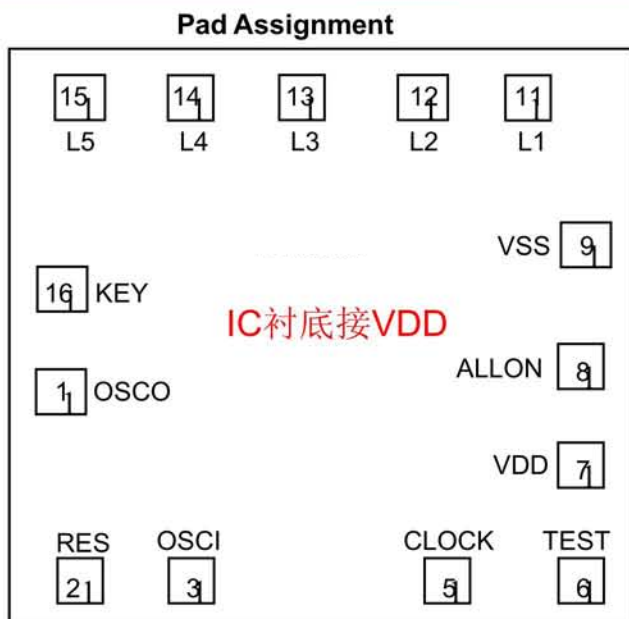 Pad Assignment
15 14 13 12 11
L5 L4 L3 L2 L1
VSS 9
16 KEY
IC衬底接VDD
ALLON 8
1 OSCO
VDD 7
RES OSCI CLOCK TEST
2 3 5 6